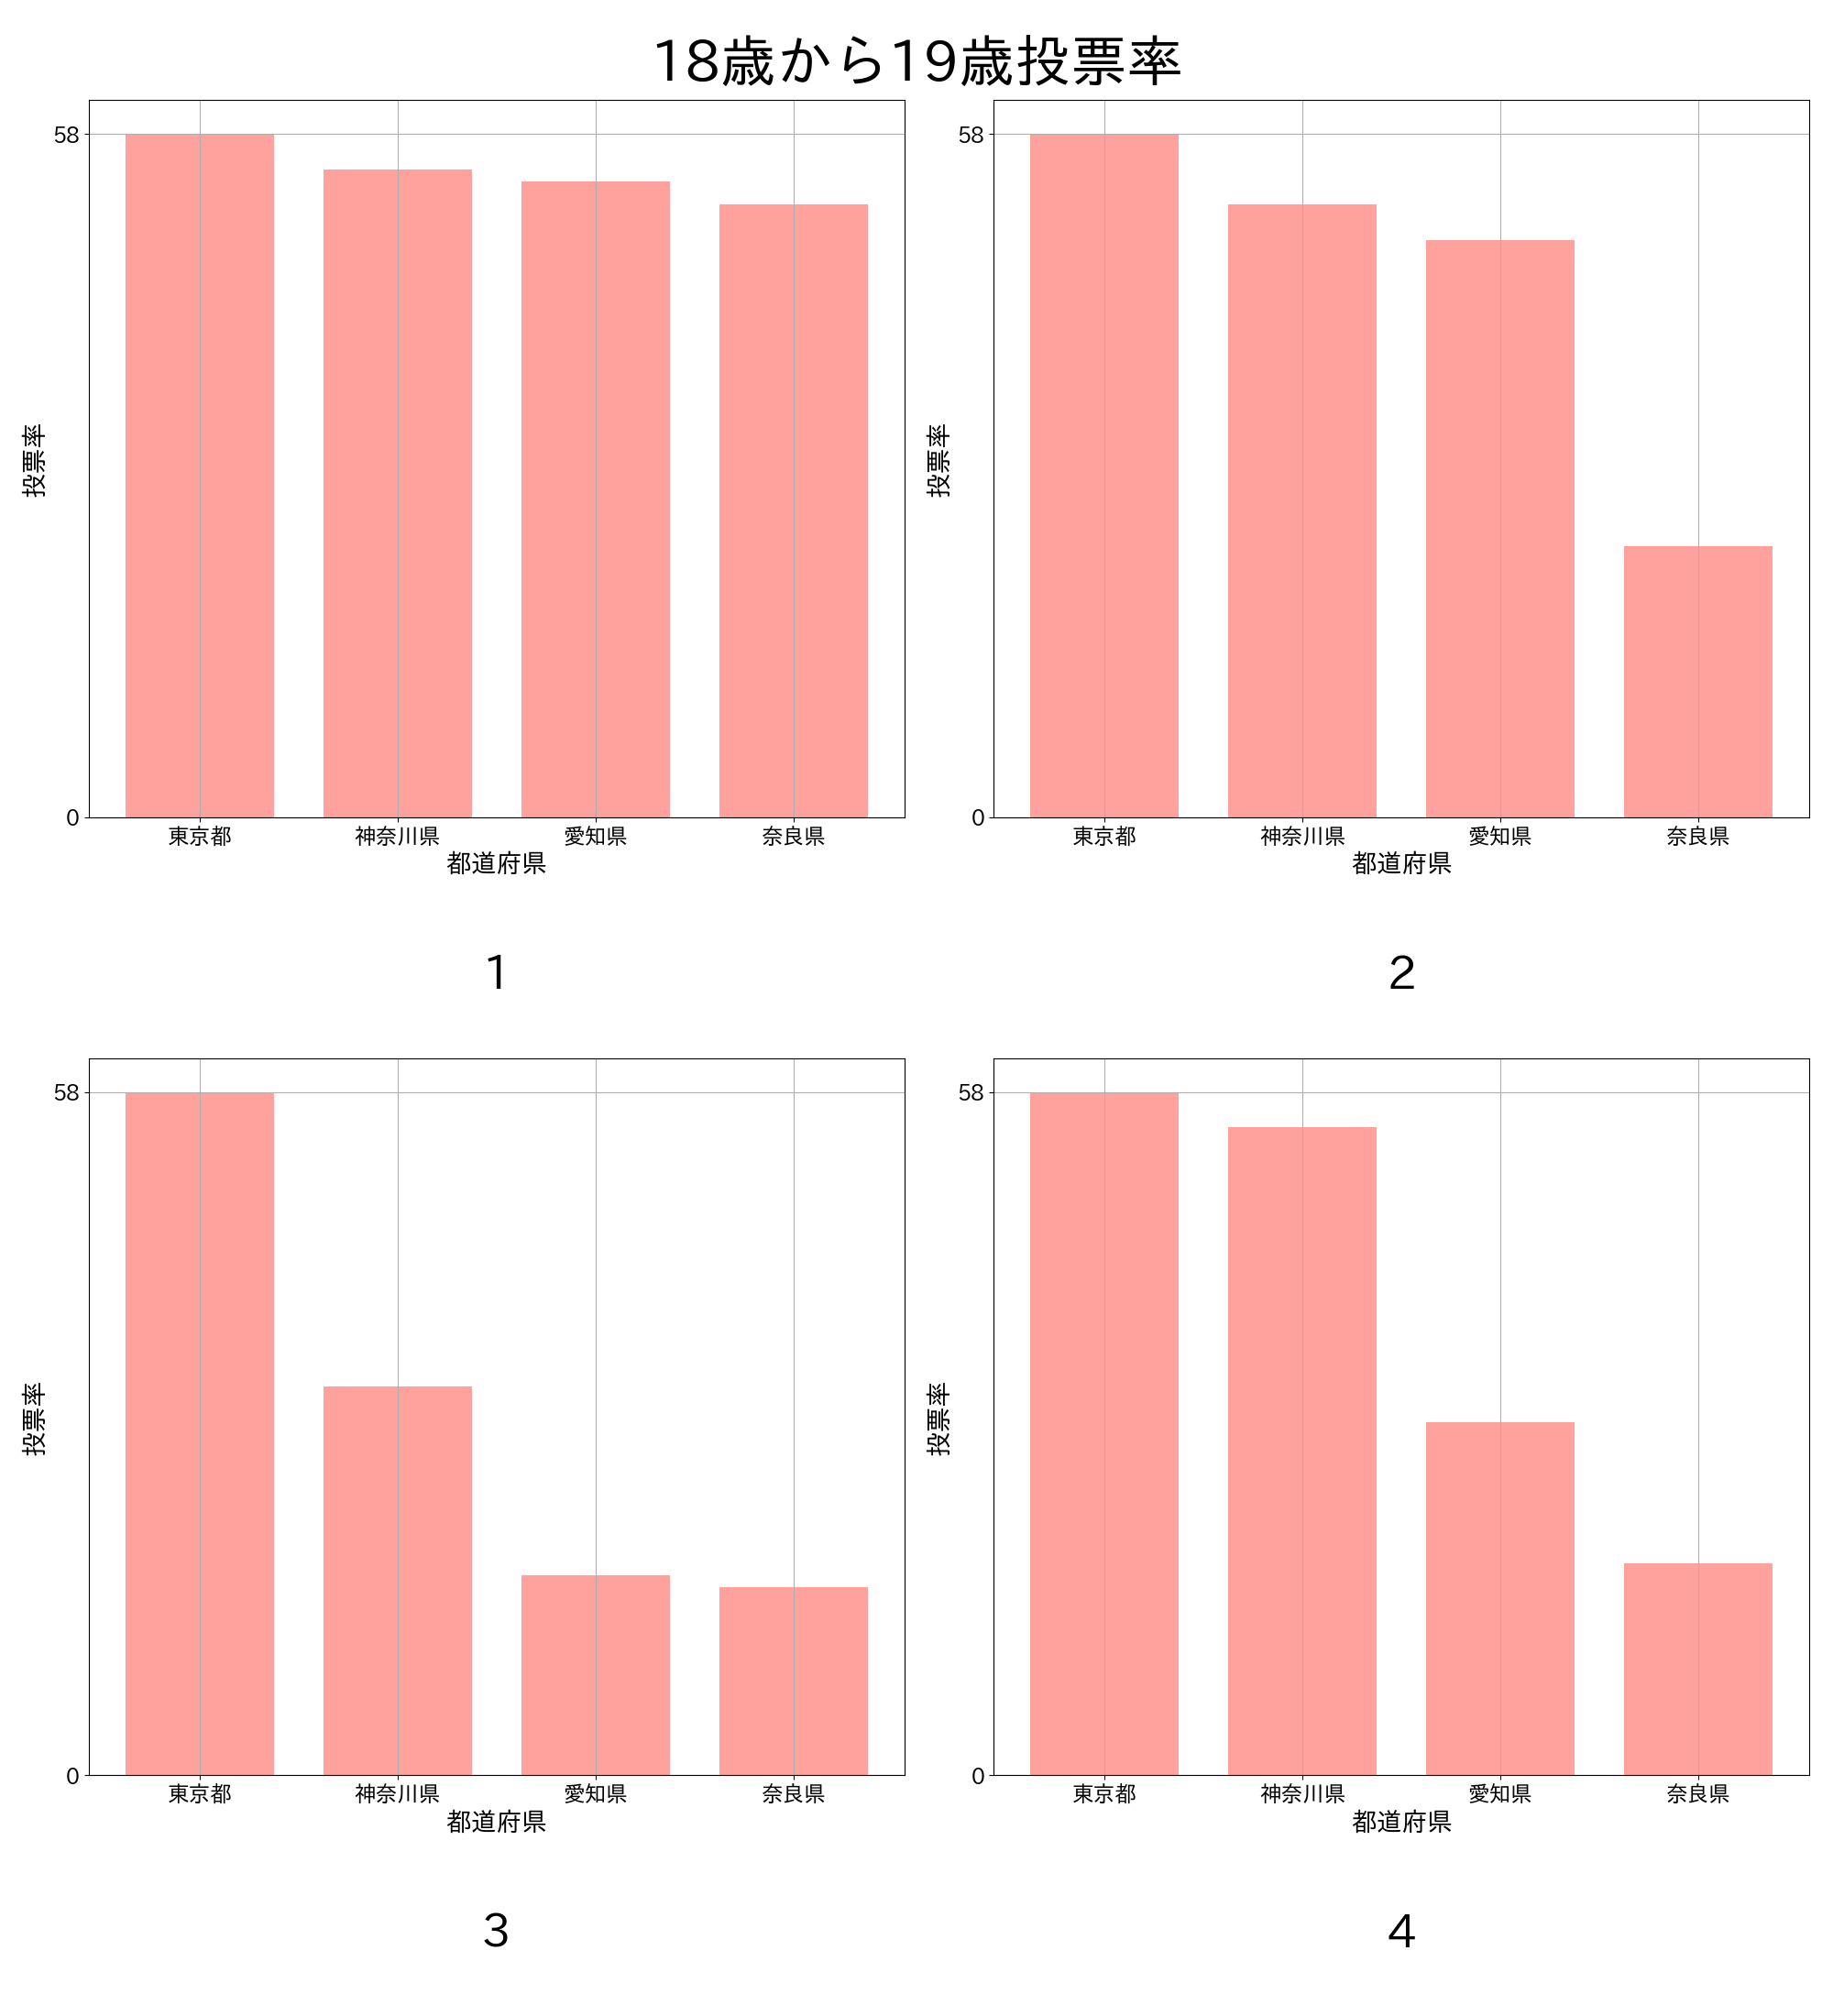 18歳から19歳投票率
58
0
投票率
東京都 神奈川県 愛知県 奈良県
都道府県
1
58
0
投票率
東京都 神奈川県 愛知県 奈良県
都道府県
2
58
0
投票率
東京都 神奈川県 愛知県 奈良県
都道府県
3
58
0
投票率
東京都 神奈川県 愛知県 奈良県
都道府県
4